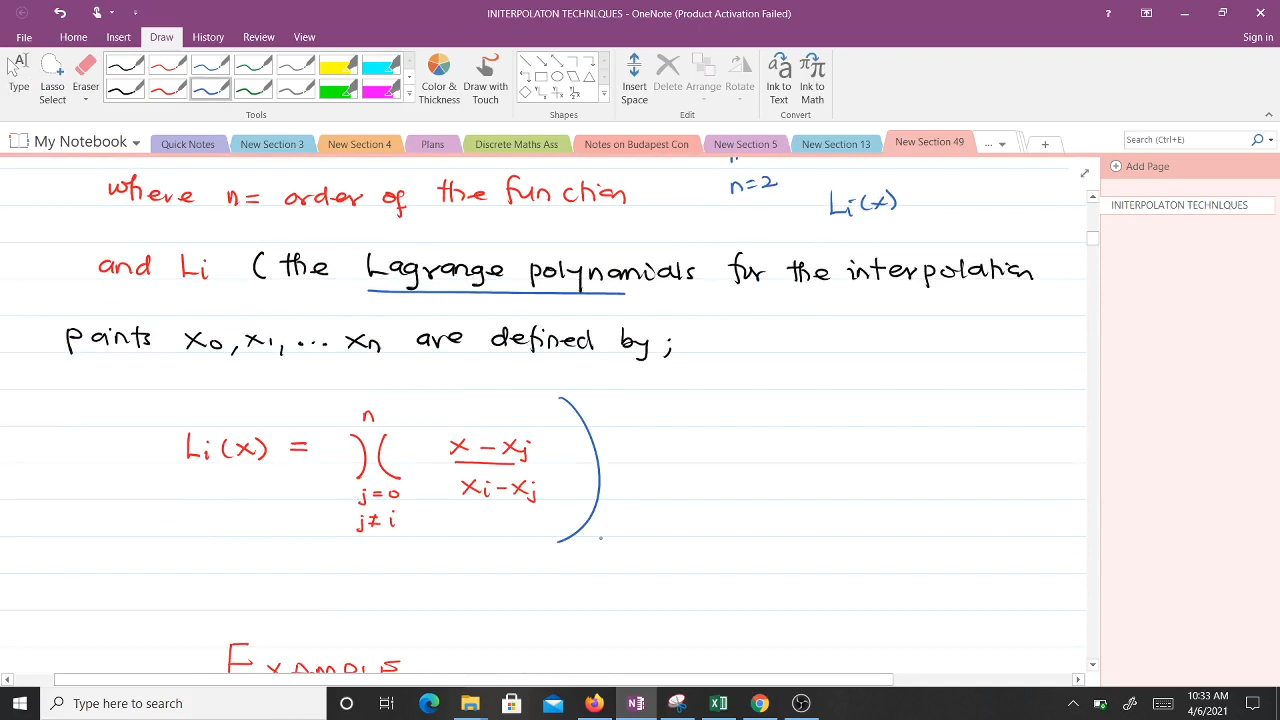 INITERPOLATON TECHNLQUES - OneNote (Product Activation Failed)
File Home Insert Draw History Review View Sign in
Type Lasso Select Eraser Color & Thickness Draw with Touch Insert Space Delete Arrange Rotate Ink to Text Ink to Math
Tools Shapes Edit Convert
My Notebook Quick Notes New Section 3 New Section 4 Plans Discrete Maths Ass Notes on Budapest Con New Section 5 New Section 13 New Section 49 ... Search (Ctrl+E)
Add Page
INITERPOLATON TECHNLQUES
n=2
where n= order of the function
Li(x)
and Li (the Lagrange polynamials for the interpolation
points x0, x1, ... xn are defined by;
n
Li(x) = )( x - xj
j=0 xi - xj
j≠i
Example
Type here to search
10:33 AM
4/6/2021